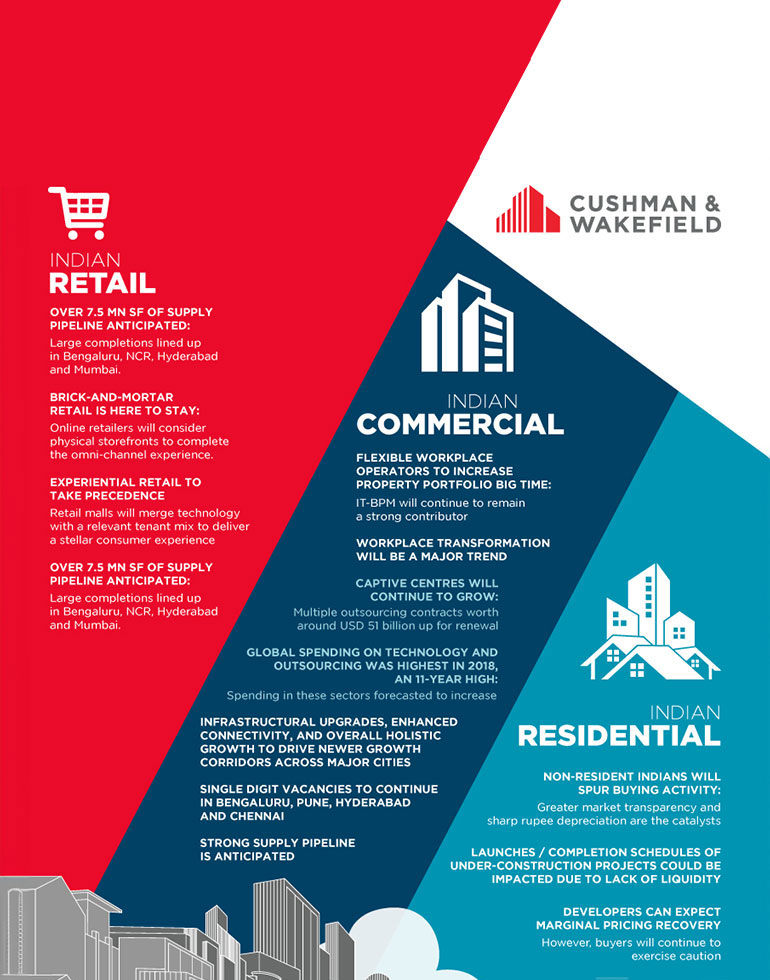 CUSHMAN &
WAKEFIELD
INDIAN
RETAIL
OVER 7.5 MN SF OF SUPPLY
PIPELINE ANTICIPATED:
Large completions lined up
in Bengaluru, NCR, Hyderabad
and Mumbai.
BRICK-AND-MORTAR
RETAIL IS HERE TO STAY:
Online retailers will consider
physical storefronts to complete
the omni-channel experience.
EXPERIENTIAL RETAIL TO
TAKE PRECEDENCE
Retail malls will merge technology
with a relevant tenant mix to deliver
a stellar consumer experience
OVER 7.5 MN SF OF SUPPLY
PIPELINE ANTICIPATED:
Large completions lined up
in Bengaluru, NCR, Hyderabad
and Mumbai.
INDIAN
COMMERCIAL
FLEXIBLE WORKPLACE
OPERATORS TO INCREASE
PROPERTY PORTFOLIO BIG TIME:
IT-BPM will continue to remain
a strong contributor
WORKPLACE TRANSFORMATION
WILL BE A MAJOR TREND
CAPTIVE CENTRES WILL
CONTINUE TO GROW:
Multiple outsourcing contracts worth
around USD 51 billion up for renewal
GLOBAL SPENDING ON TECHNOLOGY AND
OUTSOURCING WAS HIGHEST IN 2018,
AN 11-YEAR HIGH:
Spending in these sectors forecasted to increase
INFRASTRUCTURAL UPGRADES, ENHANCED
CONNECTIVITY, AND OVERALL HOLISTIC
GROWTH TO DRIVE NEWER GROWTH
CORRIDORS ACROSS MAJOR CITIES
SINGLE DIGIT VACANCIES TO CONTINUE
IN BENGALURU, PUNE, HYDERABAD
AND CHENNAI
STRONG SUPPLY PIPELINE
IS ANTICIPATED
INDIAN
RESIDENTIAL
NON-RESIDENT INDIANS WILL
SPUR BUYING ACTIVITY:
Greater market transparency and
sharp rupee depreciation are the catalysts
LAUNCHES / COMPLETION SCHEDULES OF
UNDER-CONSTRUCTION PROJECTS COULD BE
IMPACTED DUE TO LACK OF LIQUIDITY
DEVELOPERS CAN EXPECT
MARGINAL PRICING RECOVERY
However, buyers will continue to
exercise caution